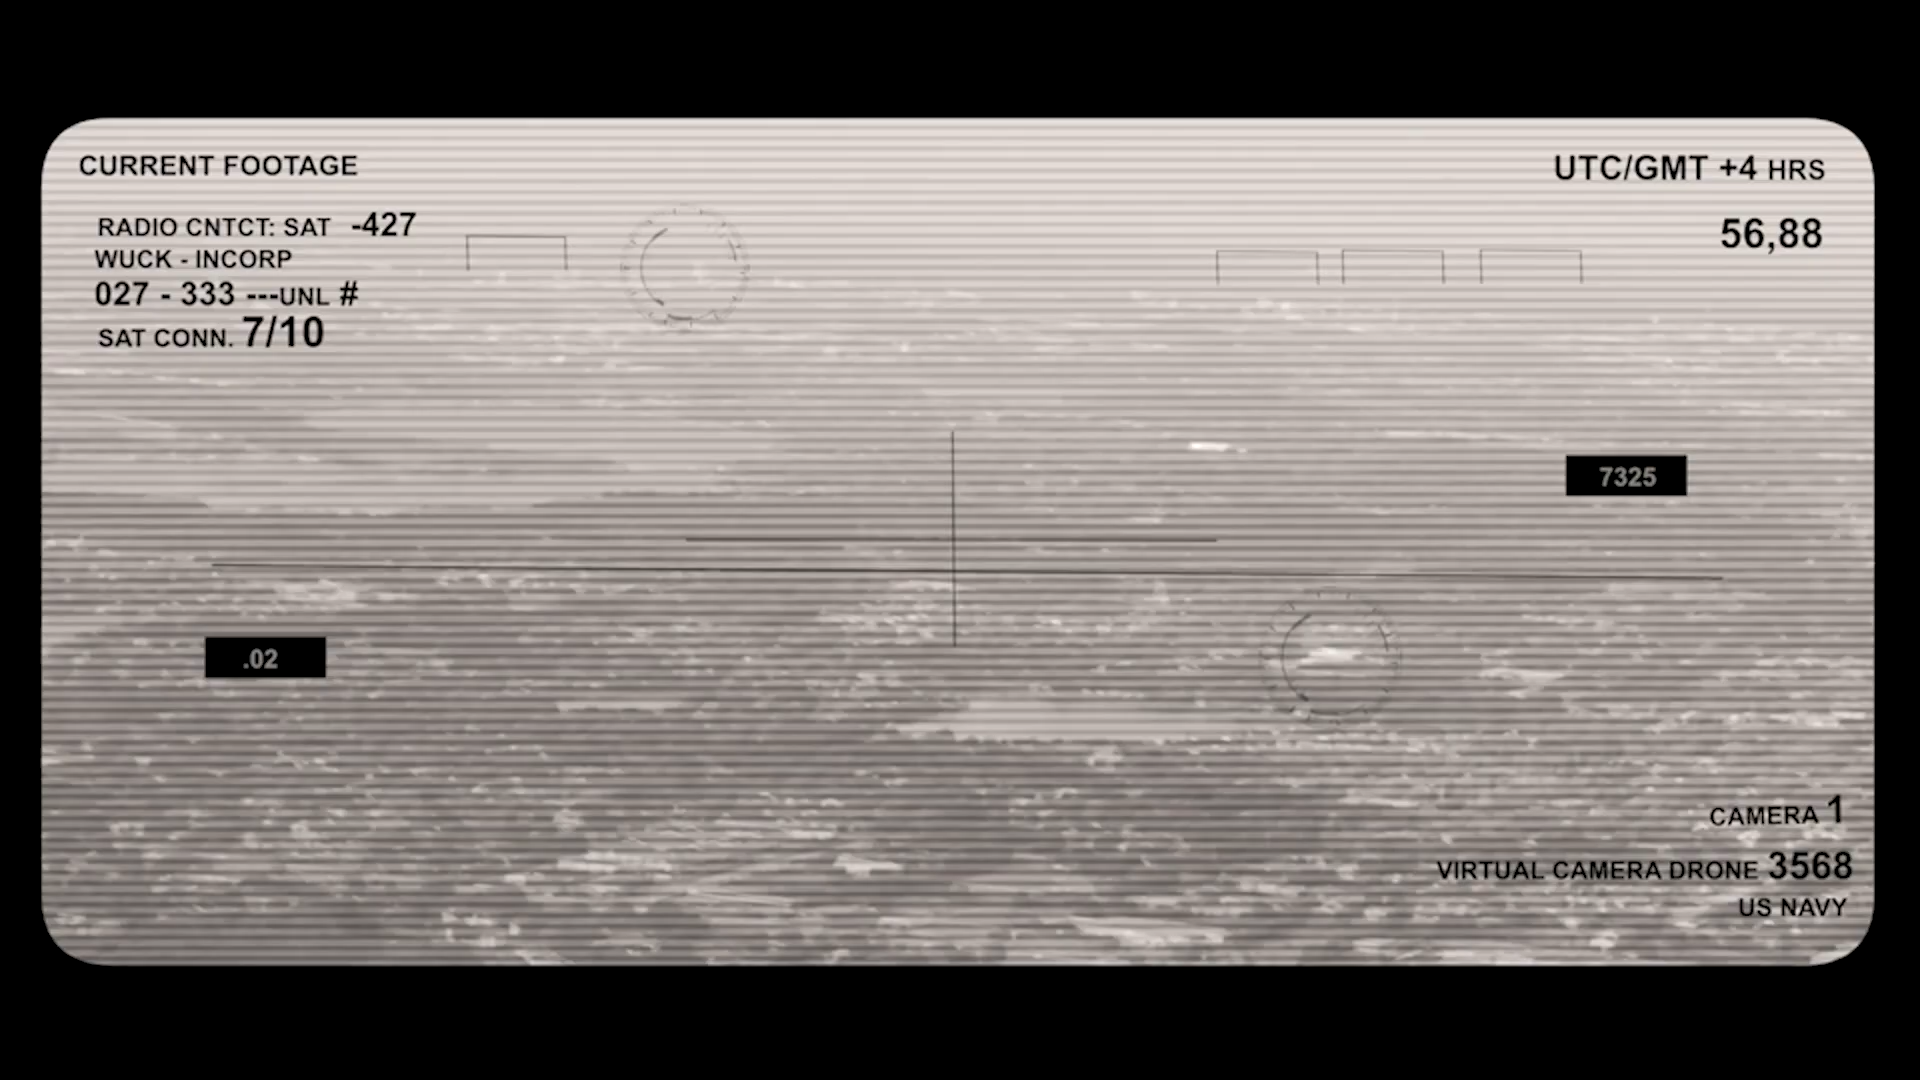 CURRENT FOOTAGE
UTC/GMT +4 HRS
RADIO CNTCT: SAT -427
56,88
WUCK - INCORP
027 - 333 ---UNL #
SAT CONN. 7/10
7325
.02
CAMERA 1
VIRTUAL CAMERA DRONE 3568
US NAVY